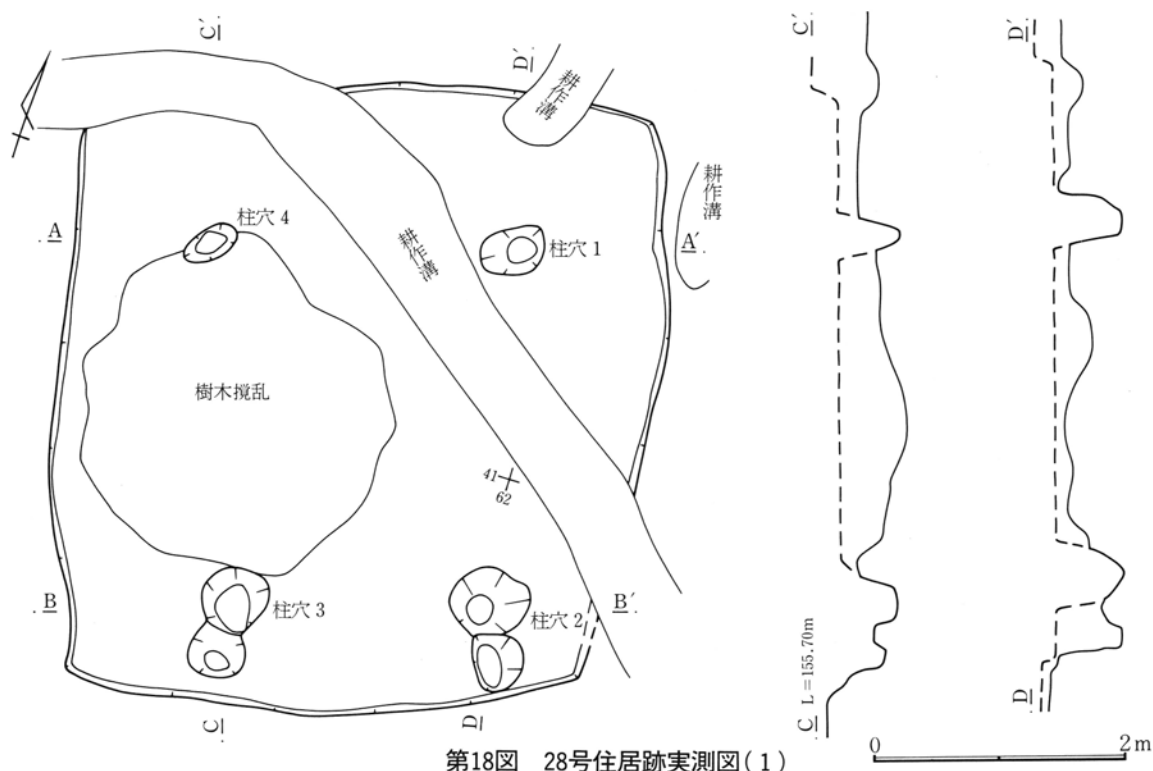 C′
D′
耕作溝
耕作溝
A
柱穴 4
柱穴 1
A′
耕作溝
樹木撹乱
41
62
B
柱穴 3
柱穴 2
B′
C
D
C′
D′
C
L=155.70m
D
0
2m
第18図　28号住居跡実測図(1)